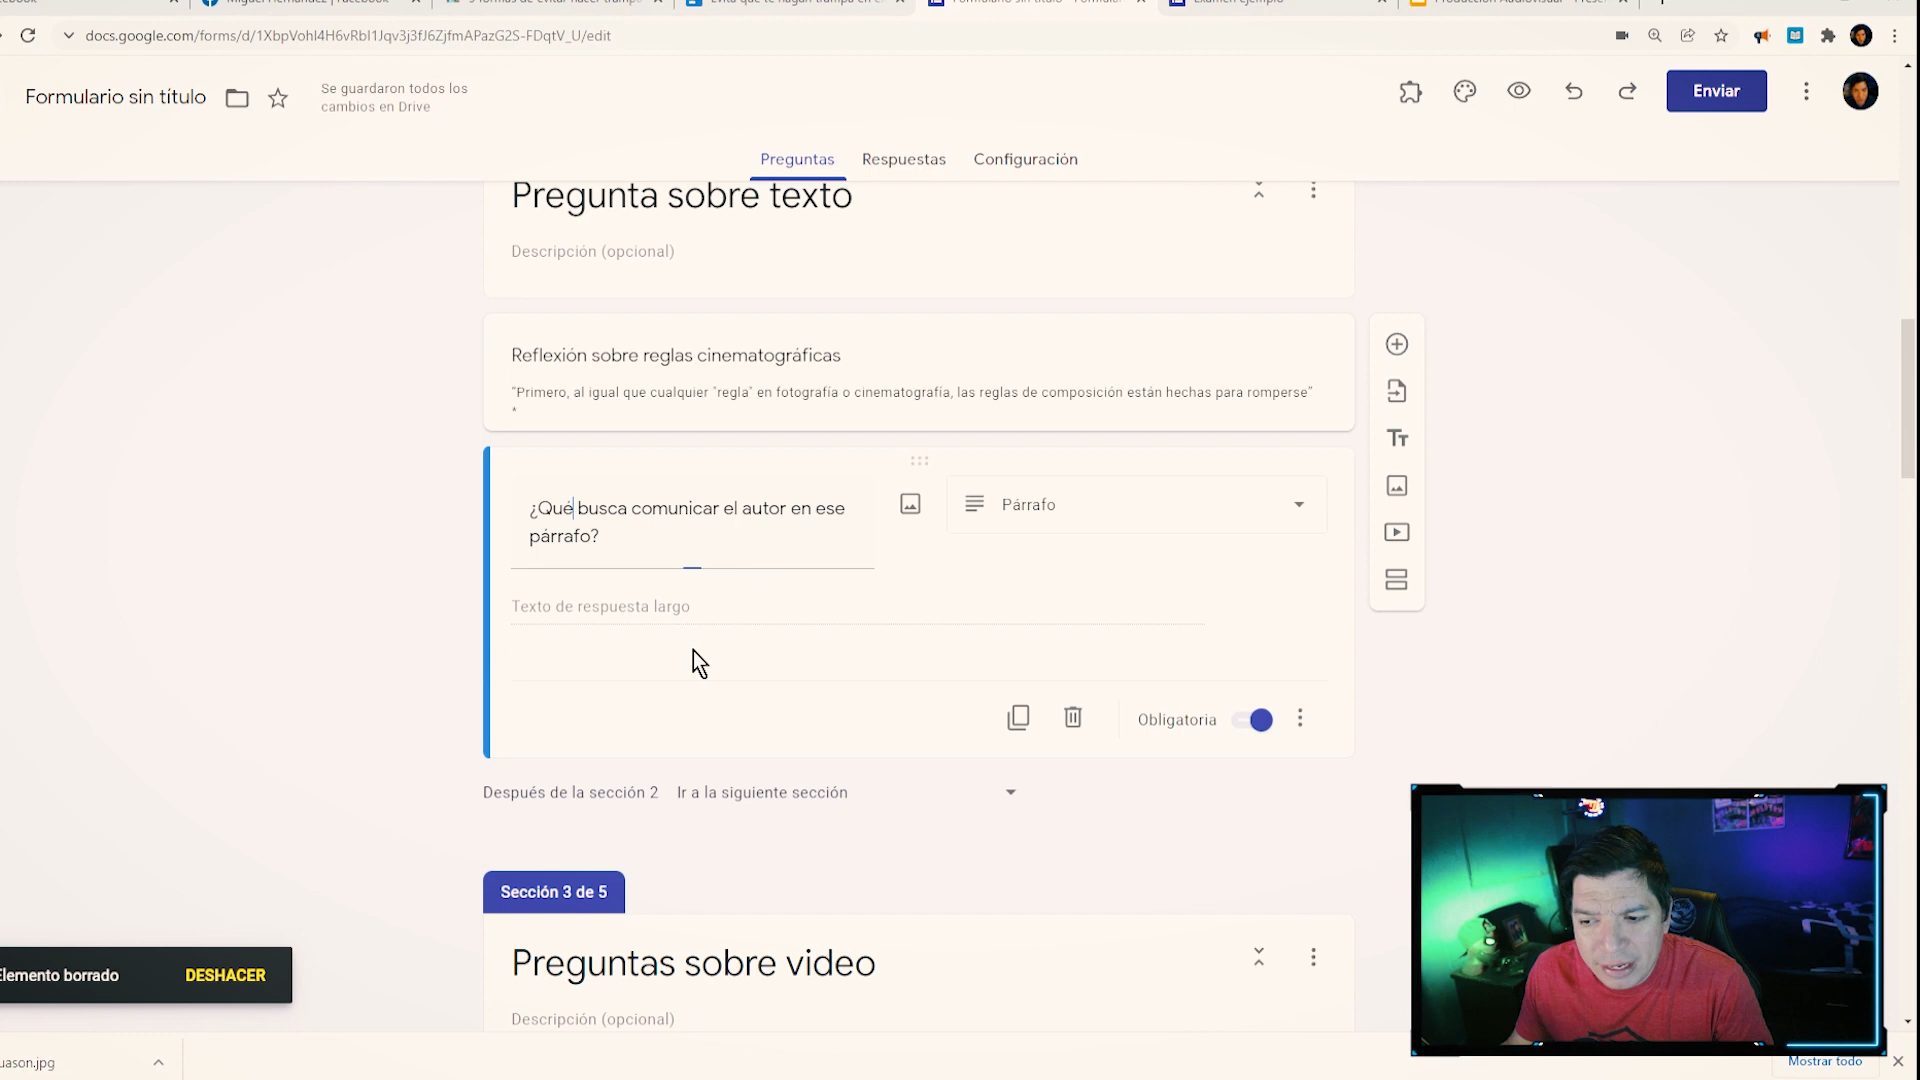 docs.google.com/forms/d/1XbpVohl4H6vRbI1Jqv3j3fJ6ZjfmAPazG2S-FDqtV_U/edit
Formulario sin título
Se guardaron todos los
cambios en Drive
Enviar
Preguntas Respuestas Configuración
Pregunta sobre texto
Descripción (opcional)
Reflexión sobre reglas cinematográficas
"Primero, al igual que cualquier "regla" en fotografía o cinematografía, las reglas de composición están hechas para romperse"
*
¿Qué busca comunicar el autor en ese
párrafo?
Párrafo
Texto de respuesta largo
Obligatoria
Después de la sección 2 Ir a la siguiente sección
Sección 3 de 5
Preguntas sobre video
Descripción (opcional)
Elemento borrado DESHACER
uason.jpg
Mostrar todo